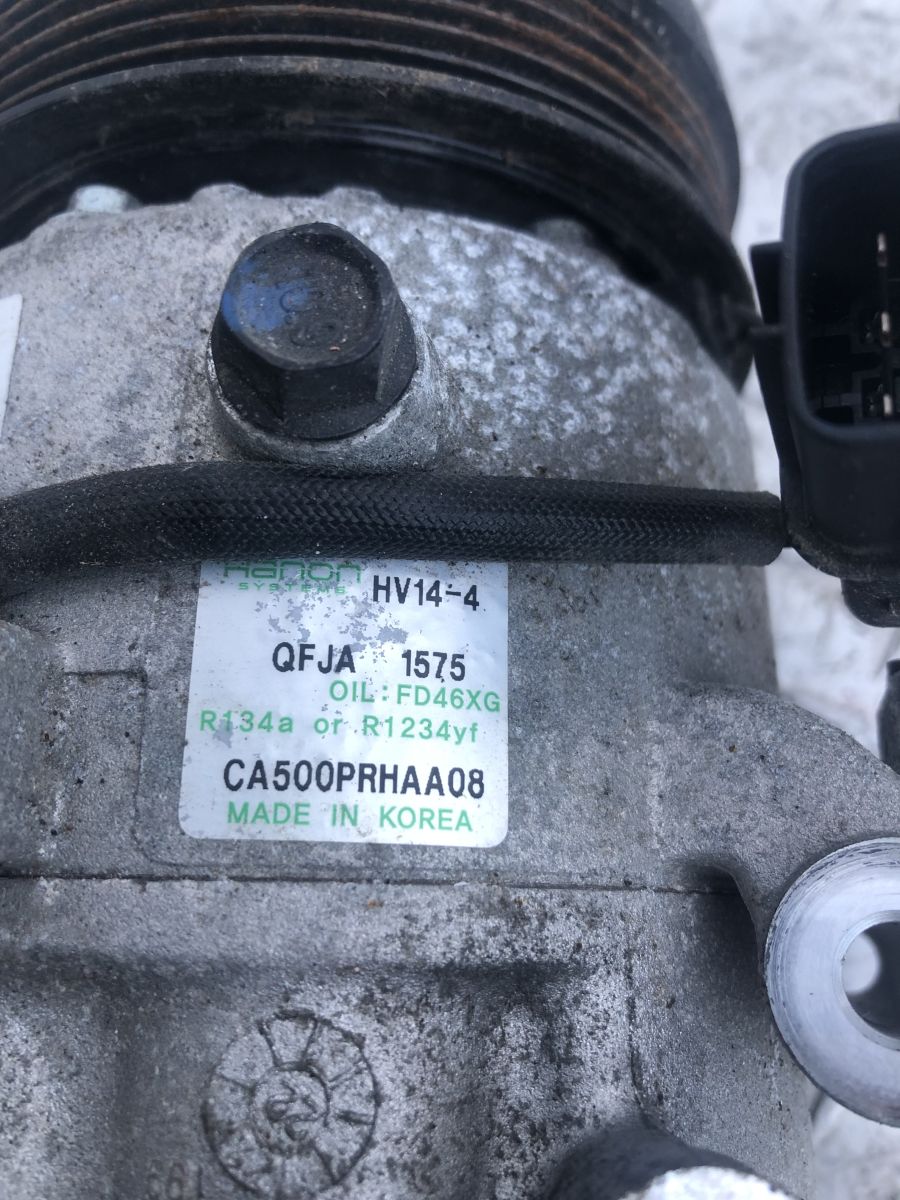 Hanon
SYSTEMS
HV14-4
QFJA 1575
OIL:FD46XG
R134a or R1234yf
CA500PRHAA08
MADE IN KOREA